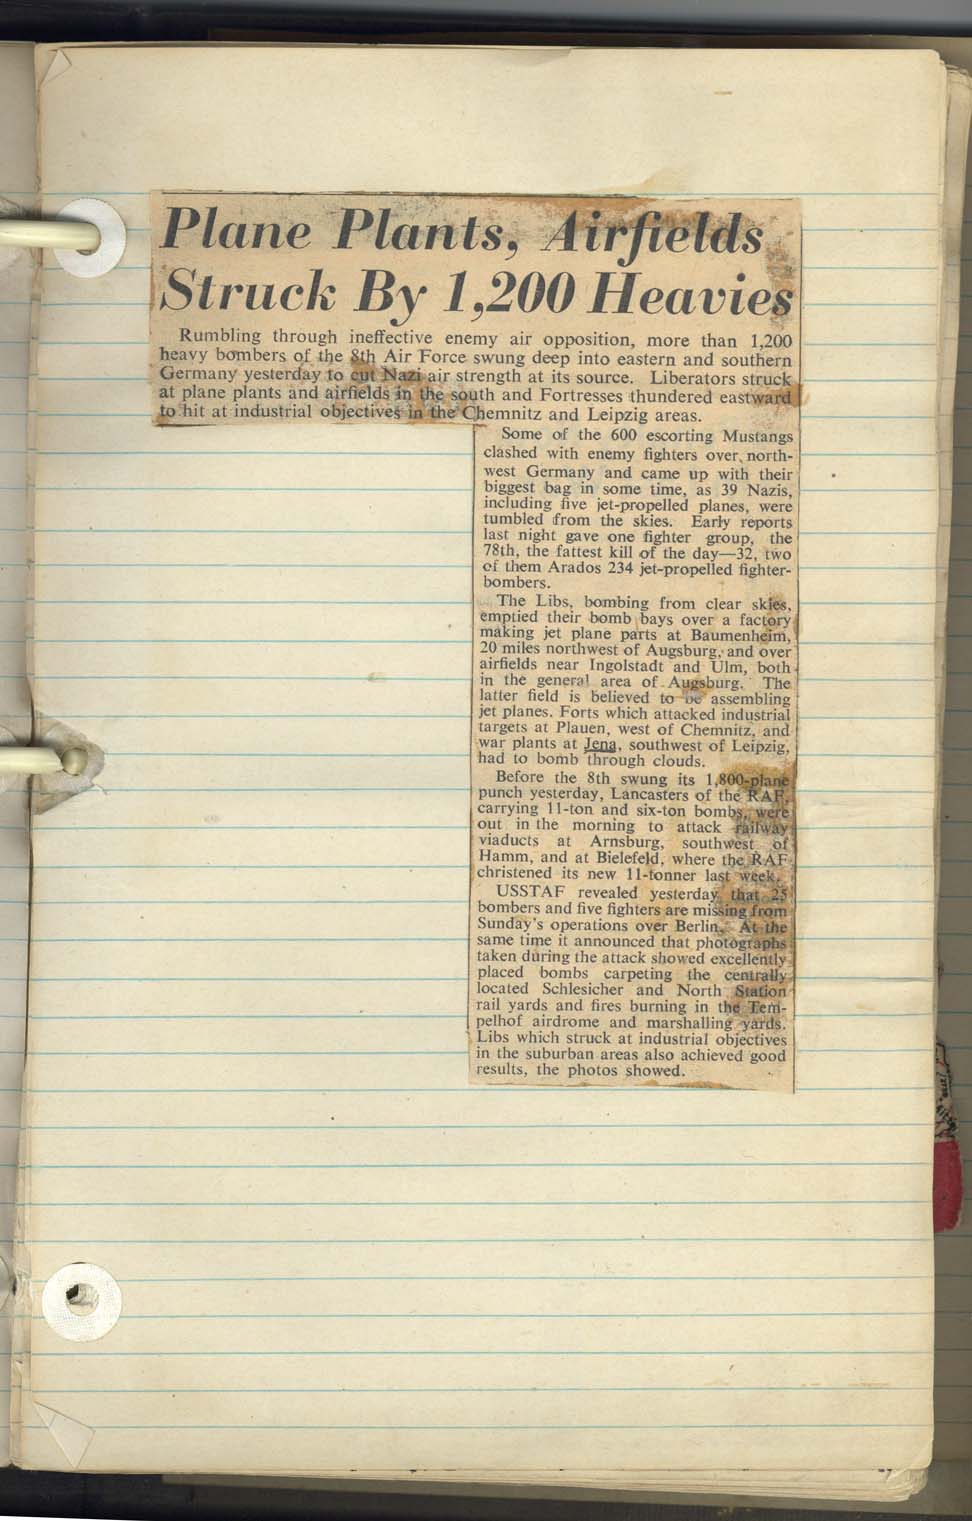 Plane Plants, Airfields
Struck By 1,200 Heavies
Rumbling through ineffective enemy air opposition, more than 1,200
heavy bombers of the 8th Air Force swung deep into eastern and southern
Germany yesterday to cut Nazi air strength at its source. Liberators struck
at plane plants and airfields in the south and Fortresses thundered eastward
to hit at industrial objectives in the Chemnitz and Leipzig areas.
Some of the 600 escorting Mustangs
clashed with enemy fighters over north-
west Germany and came up with their
biggest bag in some time, as 39 Nazis,
including five jet-propelled planes, were
tumbled from the skies. Early reports
last night gave one fighter group, the
78th, the fattest kill of the day—32, two
of them Arados 234 jet-propelled fighter-
bombers.
The Libs, bombing from clear skies,
emptied their bomb bays over a factory
making jet plane parts at Baumenheim,
20 miles northwest of Augsburg, and over
airfields near Ingolstadt and Ulm, both
in the general area of Augsburg. The
latter field is believed to be assembling
jet planes. Forts which attacked industrial
targets at Plauen, west of Chemnitz, and
war plants at Jena, southwest of Leipzig,
had to bomb through clouds.
Before the 8th swung its 1,800-plane
punch yesterday, Lancasters of the RAF,
carrying 11-ton and six-ton bombs, were
out in the morning to attack railway
viaducts at Arnsburg, southwest of
Hamm, and at Bielefeld, where the RAF
christened its new 11-tonner last week.
USSTAF revealed yesterday that 25
bombers and five fighters are missing from
Sunday's operations over Berlin. At the
same time it announced that photographs
taken during the attack showed excellently
placed bombs carpeting the centrally
located Schlesicher and North Station
rail yards and fires burning in the Tem-
pelhof airdrome and marshalling yards.
Libs which struck at industrial objectives
in the suburban areas also achieved good
results, the photos showed.